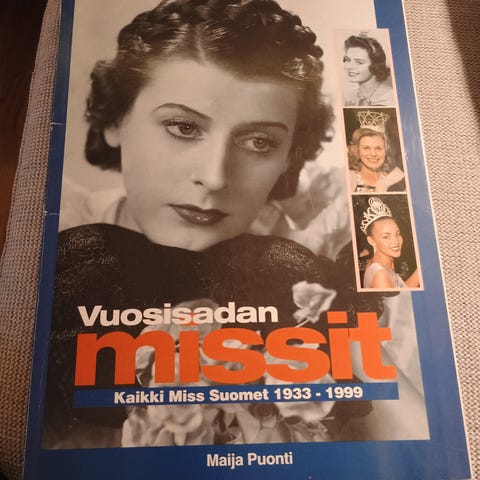 Vuosisadan
missit
Kaikki Miss Suomet 1933 - 1999
Maija Puonti